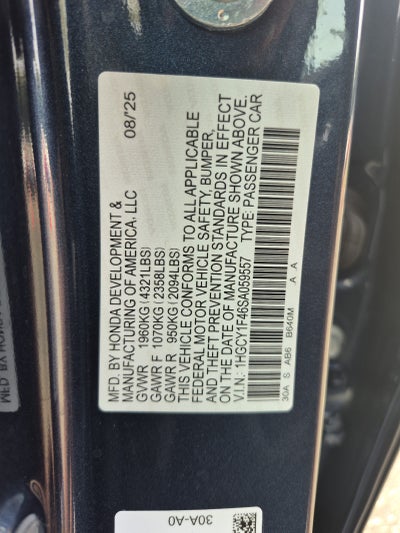 MFD. BY HONDA DEVELOPMENT &
MANUFACTURING OF AMERICA, LLC 08/25
GVWR 1960KG (4321LBS)
GAWR F 1070KG (2358LBS)
GAWR R 950KG (2094LBS)
THIS VEHICLE CONFORMS TO ALL APPLICABLE
FEDERAL MOTOR VEHICLE SAFETY, BUMPER,
AND THEFT PREVENTION STANDARDS IN EFFECT
ON THE DATE OF MANUFACTURE SHOWN ABOVE.
V.I.N.: 1HGCY1F46SA059557 TYPE: PASSENGER CAR
30A S AB6 B640M A A
30A-A0